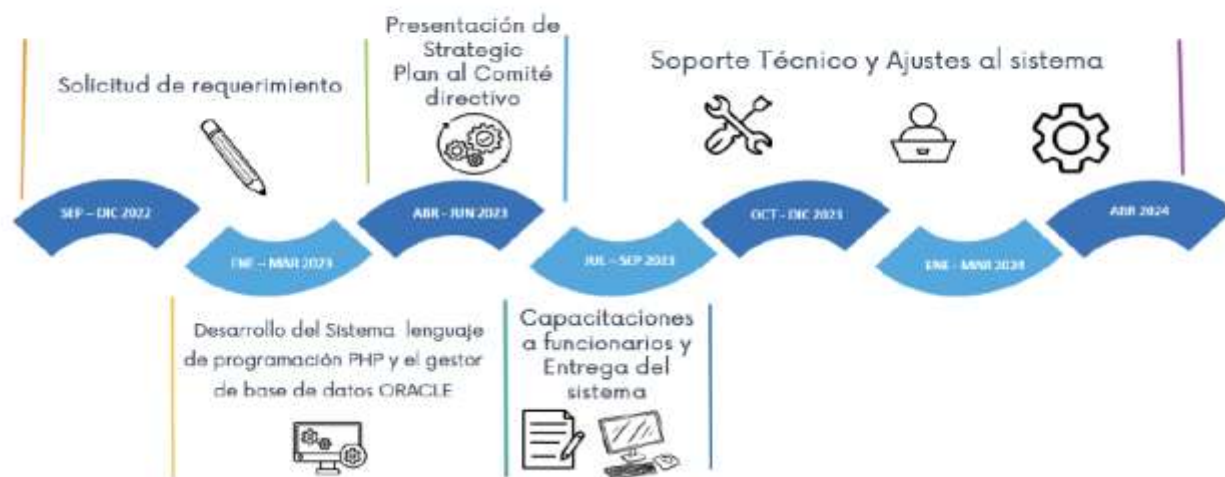 Presentación de
Strategic
Plan al Comité
directivo
Solicitud de requerimiento
Soporte Técnico y Ajustes al sistema
SEP – DIC 2022
ENE – MAR 2023
ABR - JUN 2023
JUL – SEP 2023
OCT - DIC 2023
ENE - MAR 2024
ABR 2024
Desarrollo del Sistema lenguaje
de programación PHP y el gestor
de base de datos ORACLE
Capacitaciones
a funcionarios y
Entrega del
sistema